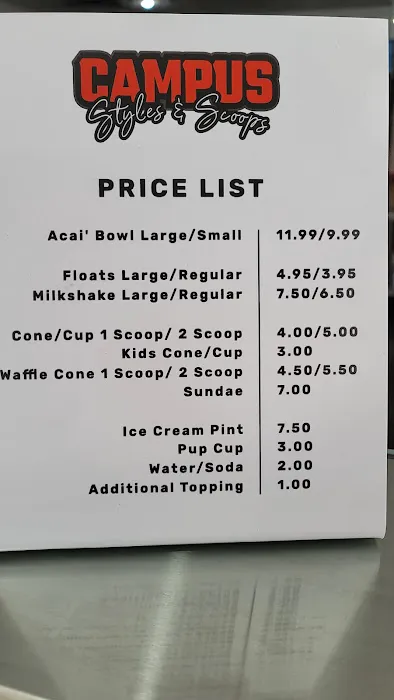 CAMPUS
Styles & Scoops
PRICE LIST
Acai' Bowl Large/Small 11.99/9.99
Floats Large/Regular 4.95/3.95
Milkshake Large/Regular 7.50/6.50
Cone/Cup 1 Scoop/ 2 Scoop 4.00/5.00
Kids Cone/Cup 3.00
Waffle Cone 1 Scoop/ 2 Scoop 4.50/5.50
Sundae 7.00
Ice Cream Pint 7.50
Pup Cup 3.00
Water/Soda 2.00
Additional Topping 1.00